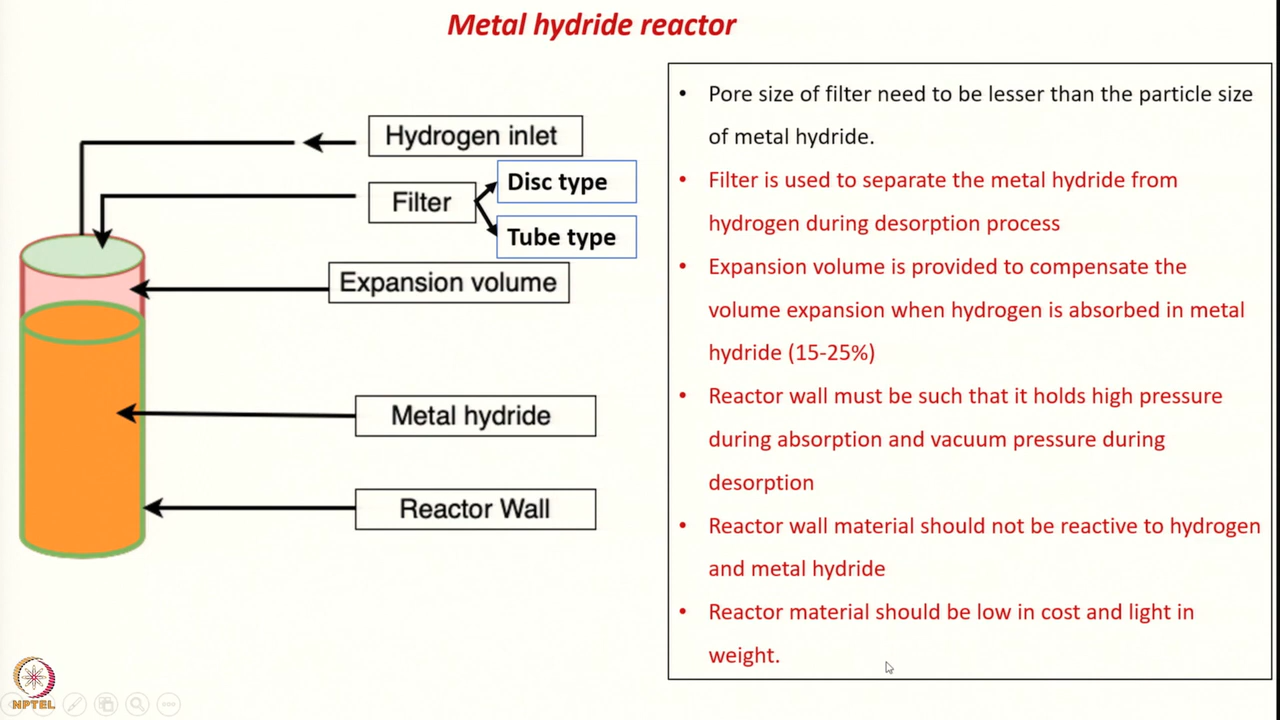 Metal hydride reactor
Hydrogen inlet
Filter
Disc type
Tube type
Expansion volume
Metal hydride
Reactor Wall
• Pore size of filter need to be lesser than the particle size
of metal hydride.
• Filter is used to separate the metal hydride from
hydrogen during desorption process
• Expansion volume is provided to compensate the
volume expansion when hydrogen is absorbed in metal
hydride (15-25%)
• Reactor wall must be such that it holds high pressure
during absorption and vacuum pressure during
desorption
• Reactor wall material should not be reactive to hydrogen
and metal hydride
• Reactor material should be low in cost and light in
weight.
NPTEL